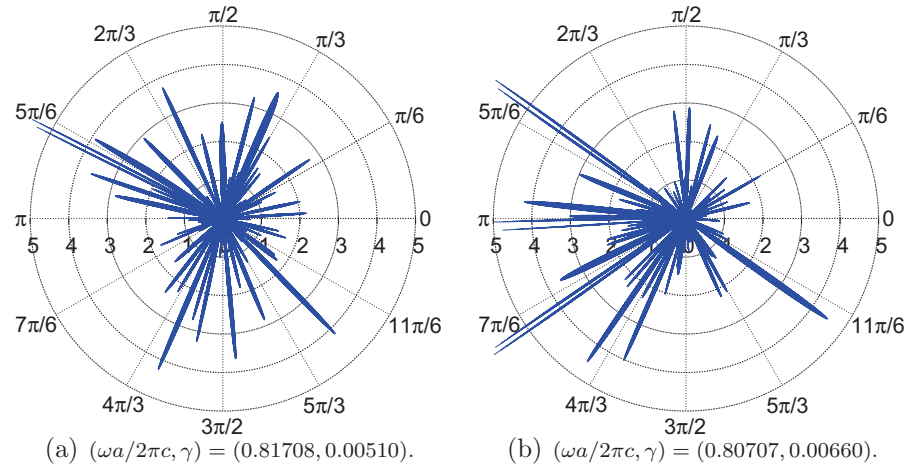 π/2 π/2
2π/3 π/3 2π/3 π/3
5π/6 π/6 5π/6 π/6
π 0 π 0
5 4 3 2 1 1 2 3 4 5 5 4 3 2 1 0 1 2 3 4 5
7π/6 11π/6 7π/6 11π/6
4π/3 5π/3 4π/3 5π/3
3π/2 3π/2
(a) (ωa/2πc, γ) = (0.81708, 0.00510). (b) (ωa/2πc, γ) = (0.80707, 0.00660).